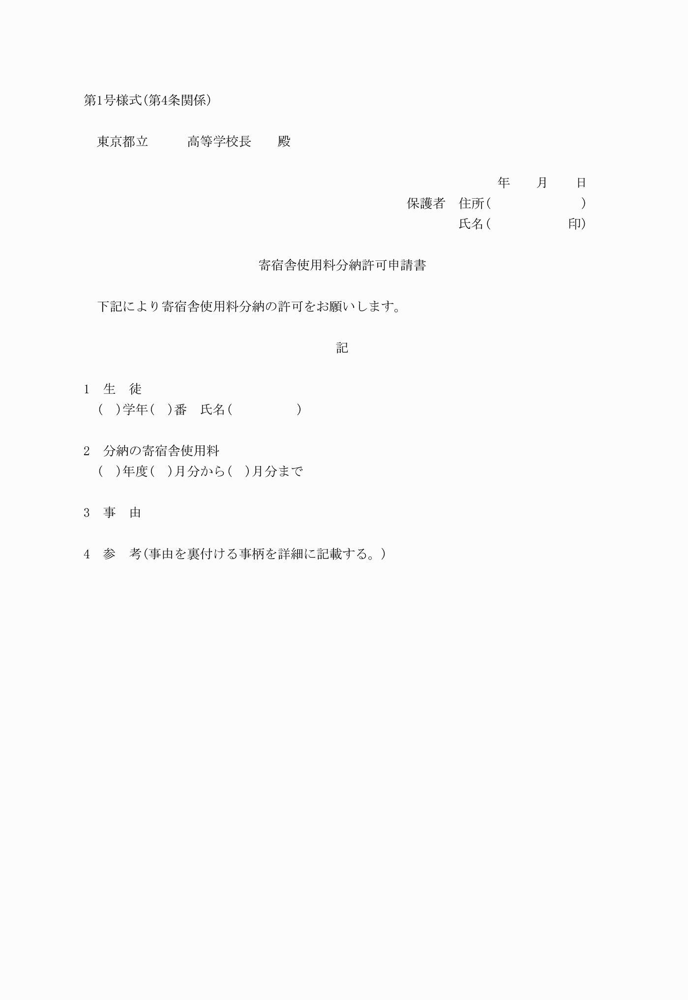 第1号様式(第4条関係)
東京都立　　　高等学校長　　殿
年　　月　　日
保護者　住所(　　　　　　　)
氏名(　　　　　　印)
寄宿舎使用料分納許可申請書
下記により寄宿舎使用料分納の許可をお願いします。
記
1　生　徒
(　)学年(　)番　氏名(　　　　　)
2　分納の寄宿舎使用料
(　)年度(　)月分から(　)月分まで
3　事　由
4　参　考(事由を裏付ける事柄を詳細に記載する。)